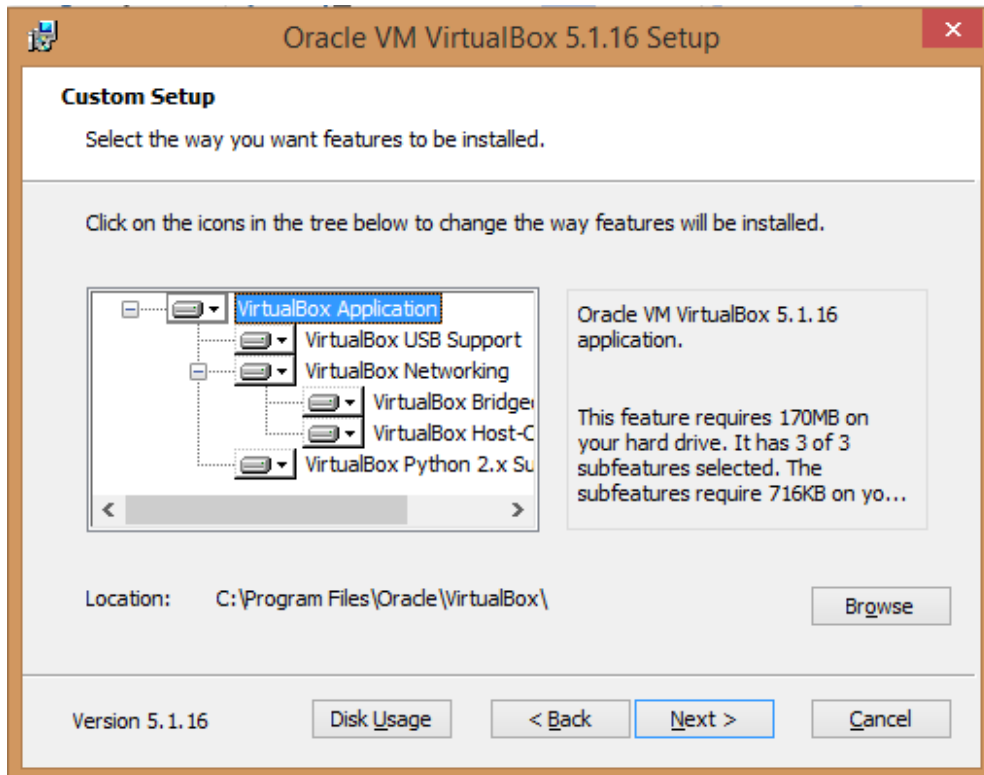 Oracle VM VirtualBox 5.1.16 Setup
Custom Setup
Select the way you want features to be installed.
Click on the icons in the tree below to change the way features will be installed.
VirtualBox Application
VirtualBox USB Support
VirtualBox Networking
VirtualBox Bridge
VirtualBox Host-C
VirtualBox Python 2.x Su
Oracle VM VirtualBox 5.1.16
application.
This feature requires 170MB on
your hard drive. It has 3 of 3
subfeatures selected. The
subfeatures require 716KB on yo...
Location: C:\Program Files\Oracle\VirtualBox\
Browse
Version 5.1.16 Disk Usage < Back Next > Cancel